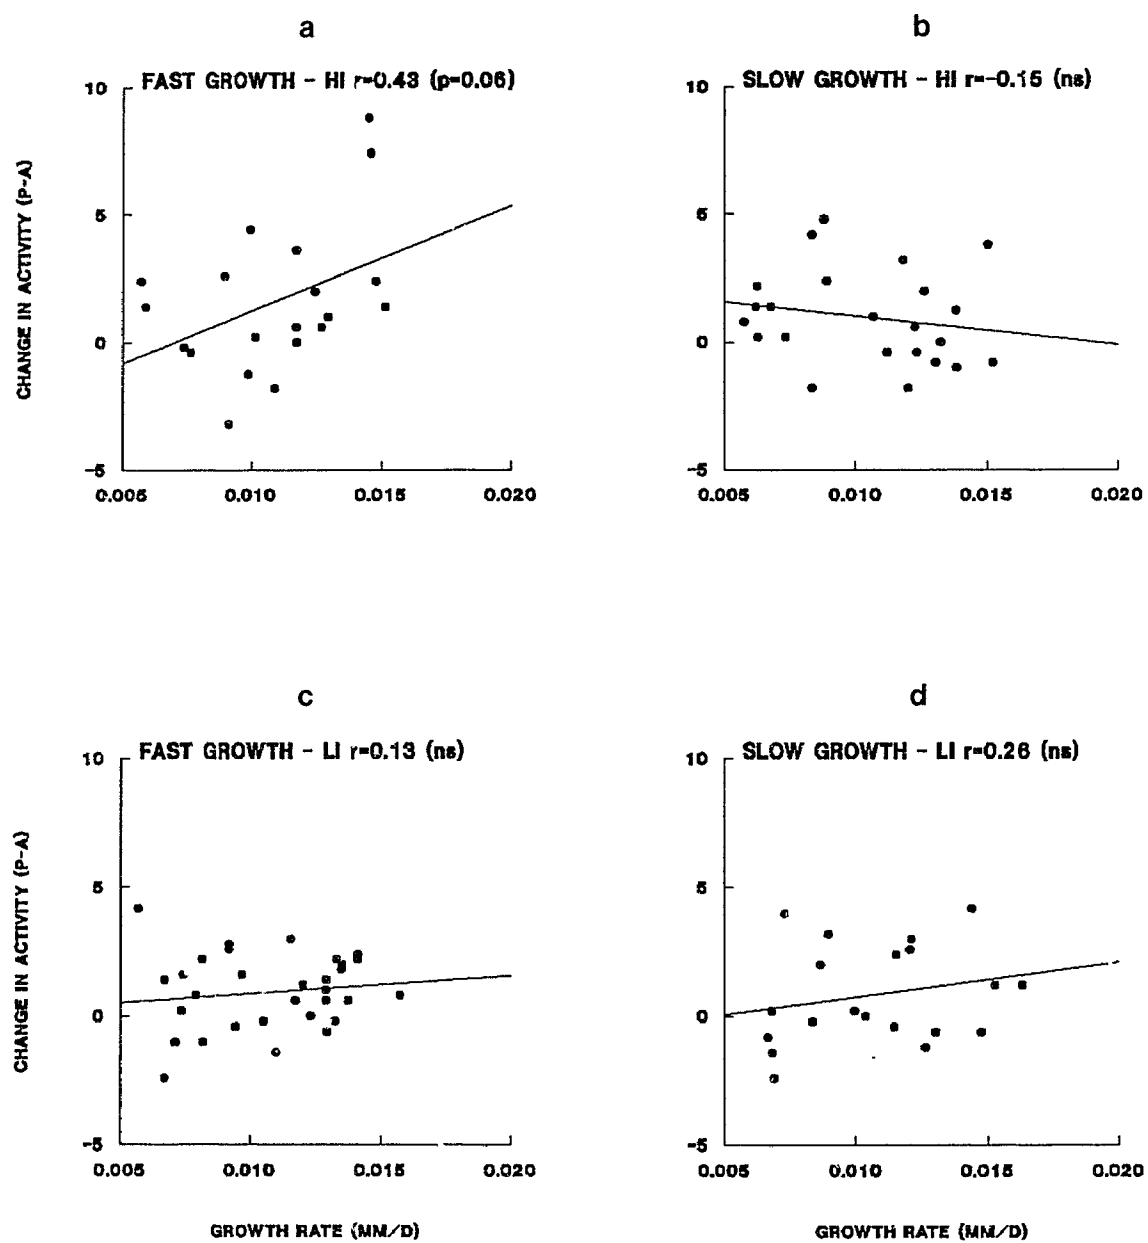 a
FAST GROWTH - HI r=0.43 (p=0.06)
10
5
0
-5
0.005 0.010 0.015 0.020
CHANGE IN ACTIVITY (P-A)
b
SLOW GROWTH - HI r=-0.15 (ns)
10
5
0
-5
0.005 0.010 0.015 0.020
c
FAST GROWTH - LI r=0.13 (ns)
10
5
0
-5
0.005 0.010 0.015 0.020
CHANGE IN ACTIVITY (P-A)
GROWTH RATE (MM/D)
d
SLOW GROWTH - LI r=0.26 (ns)
10
5
0
-5
0.005 0.010 0.015 0.020
GROWTH RATE (MM/D)